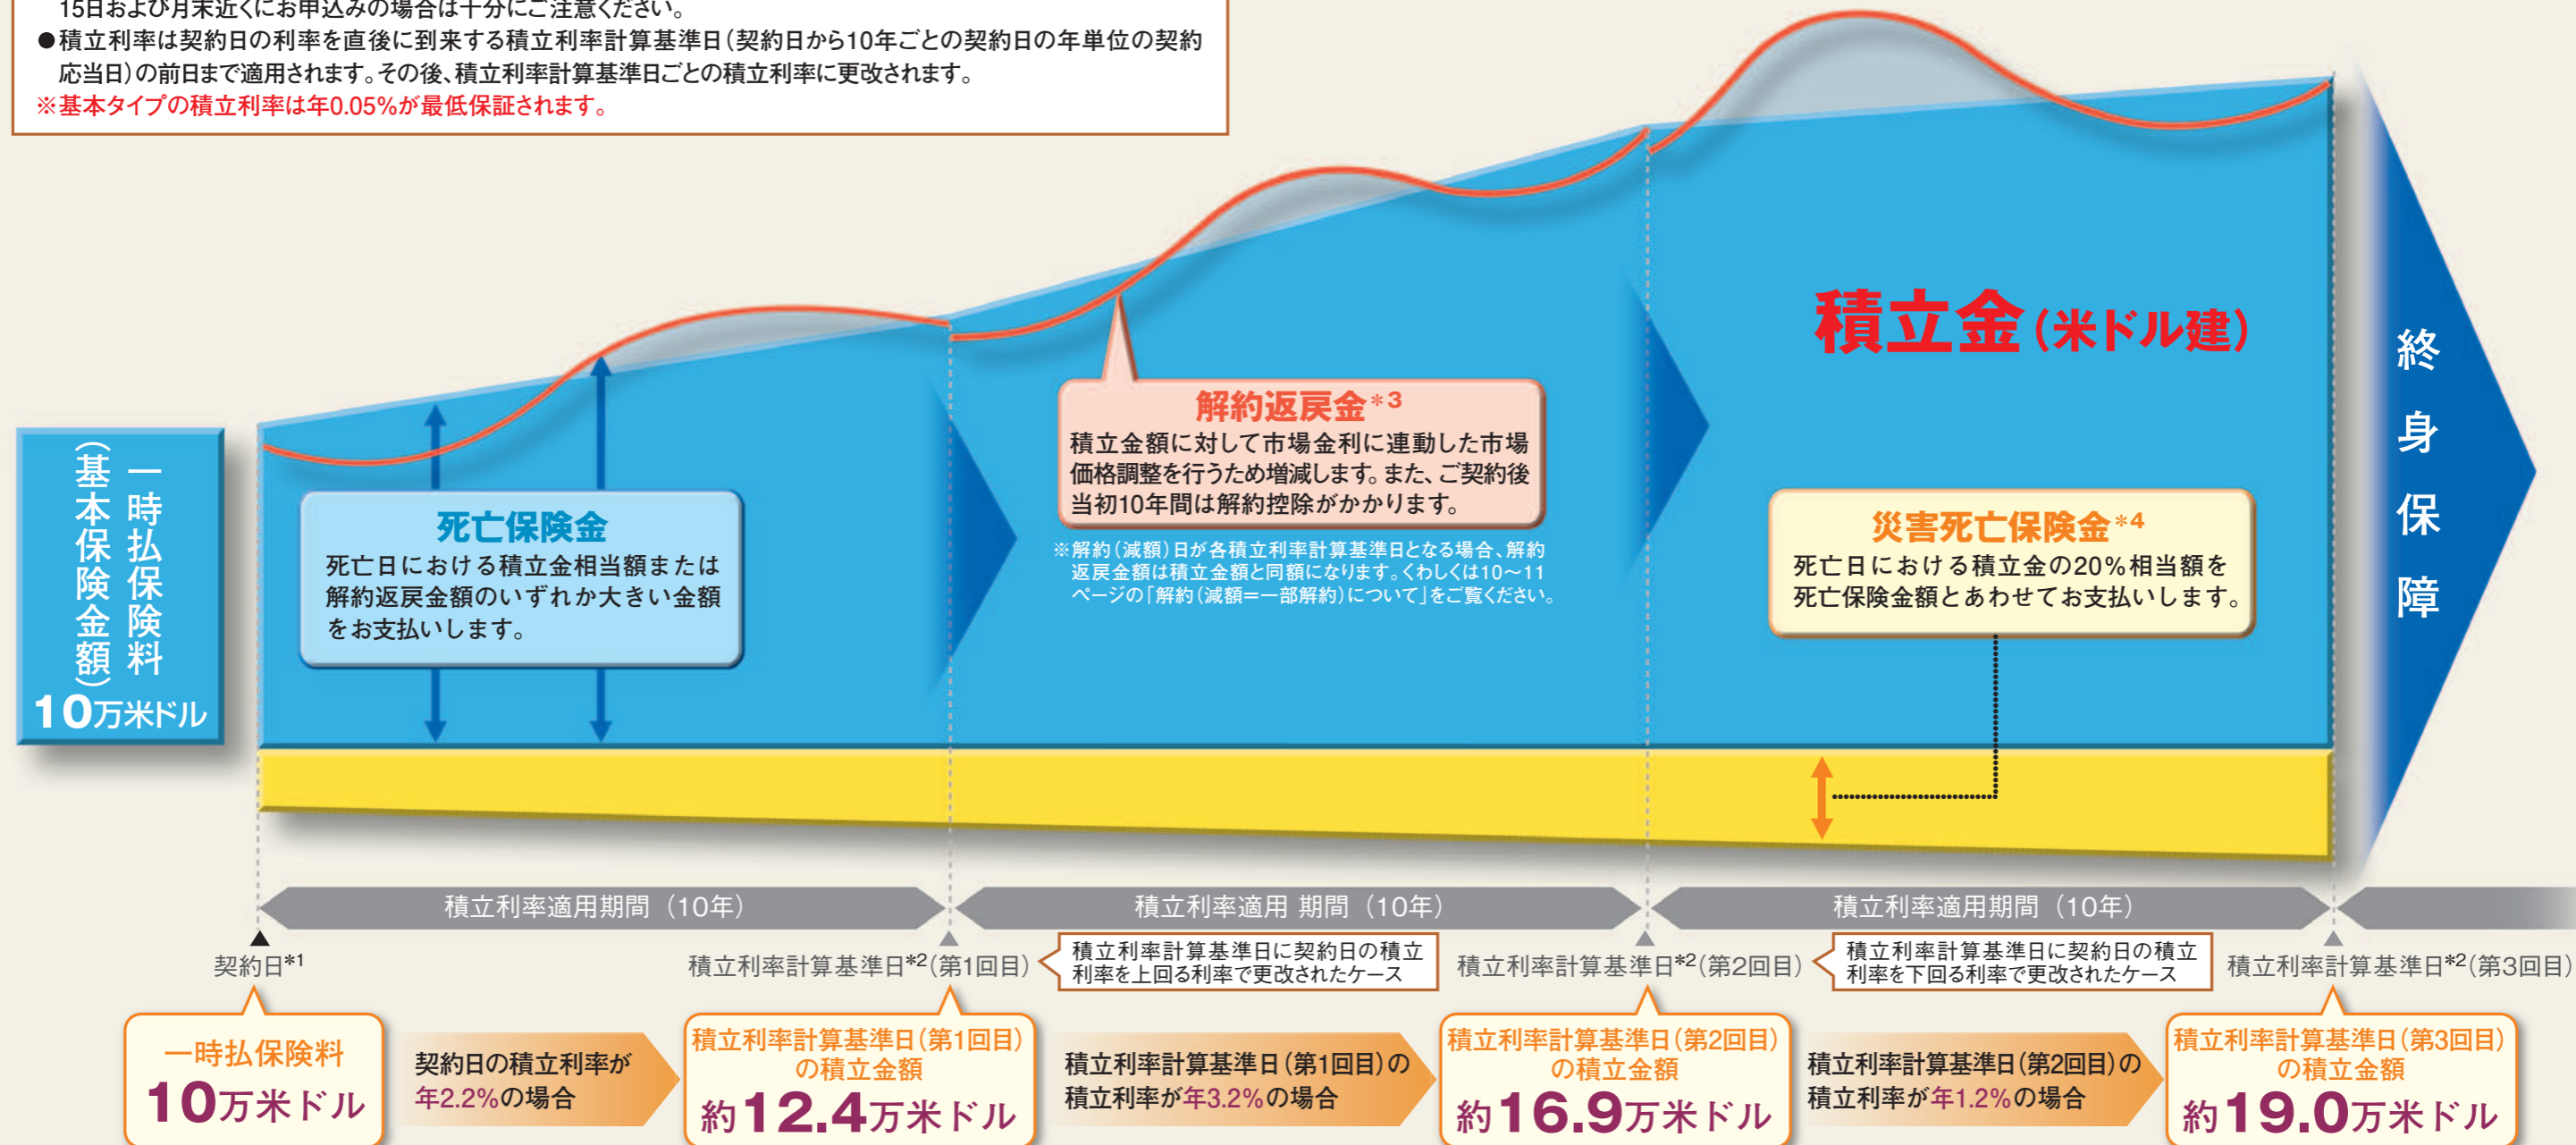 15日および月末近くにお申込みの場合は十分にご注意ください。
●積立利率は契約日の利率を直後に到来する積立利率計算基準日(契約日から10年ごとの契約日の年単位の契約
応当日)の前日まで適用されます。その後、積立利率計算基準日ごとの積立利率に更改されます。
※基本タイプの積立利率は年0.05%が最低保証されます。
一時払保険料
(基本保険金額)
10万米ドル
死亡保険金
死亡日における積立金相当額または
解約返戻金額のいずれか大きい金額
をお支払いします。
解約返戻金*3
積立金額に対して市場金利に連動した市場
価格調整を行うため増減します。また、ご契約後
当初10年間は解約控除がかかります。
※解約(減額)日が各積立利率計算基準日となる場合、解約
返戻金額は積立金額と同額になります。くわしくは10〜11
ページの「解約(減額=一部解約)について」をご覧ください。
積立金(米ドル建)
災害死亡保険金*4
死亡日における積立金の20%相当額を
死亡保険金額とあわせてお支払いします。
終身保障
積立利率適用期間(10年)
積立利率適用 期間(10年)
積立利率適用期間(10年)
契約日*1
積立利率計算基準日*2(第1回目)
積立利率計算基準日に契約日の積立
利率を上回る利率で更改されたケース
積立利率計算基準日*2(第2回目)
積立利率計算基準日に契約日の積立
利率を下回る利率で更改されたケース
積立利率計算基準日*2(第3回目)
一時払保険料
10万米ドル
契約日の積立利率が
年2.2%の場合
積立利率計算基準日(第1回目)
の積立金額
約12.4万米ドル
積立利率計算基準日(第1回目)の
積立利率が年3.2%の場合
積立利率計算基準日(第2回目)
の積立金額
約16.9万米ドル
積立利率計算基準日(第2回目)の
積立利率が年1.2%の場合
積立利率計算基準日(第3回目)
の積立金額
約19.0万米ドル